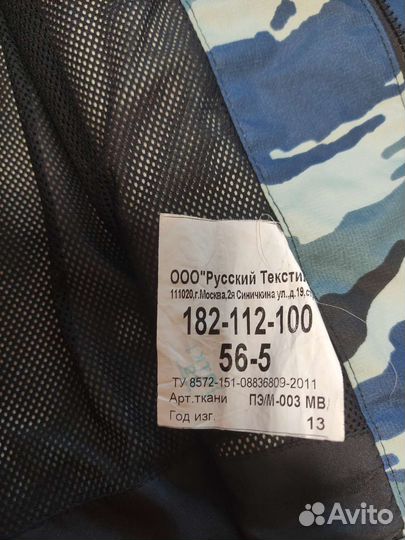 ООО"Русский Тексти
111020,г.Москва,2я Синичкина ул.,д.19,с
182-112-100
56-5
ТУ 8572-151-08836809-2011
Арт.ткани ПЭ/М-003 МВ
Год изг. 13
Avito